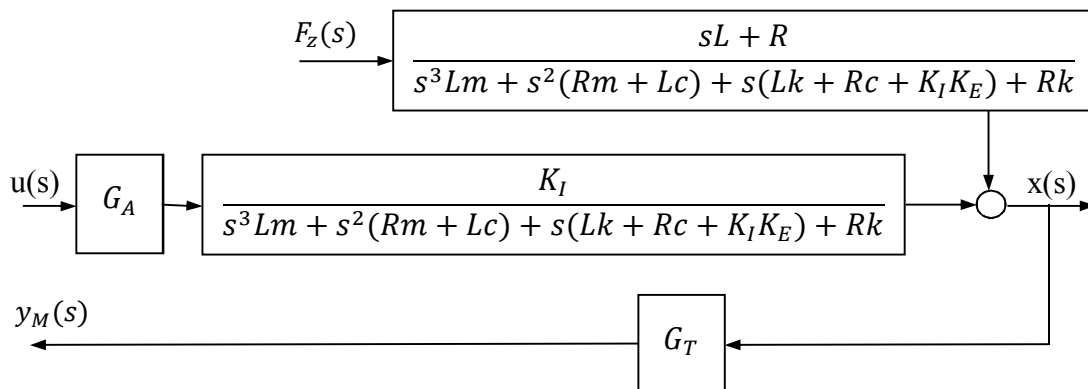 F_z(s)
sL + R
s^3Lm + s^2(Rm + Lc) + s(Lk + Rc + K_IK_E) + Rk
u(s)
G_A
K_I
s^3Lm + s^2(Rm + Lc) + s(Lk + Rc + K_IK_E) + Rk
x(s)
y_M(s)
G_T